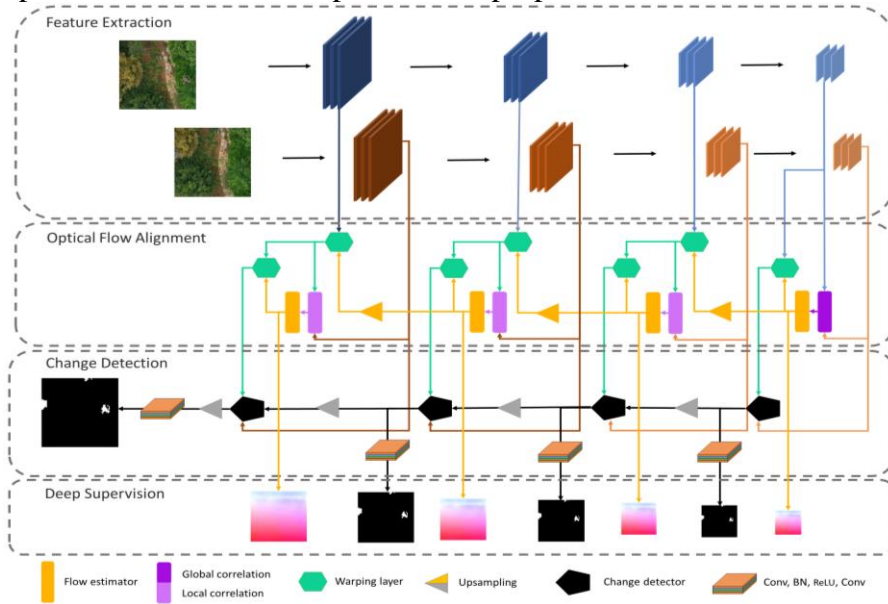 Feature Extraction
Optical Flow Alignment
Change Detection
Deep Supervision
Flow estimator
Global correlation
Local correlation
Warping layer
Upsampling
Change detector
Conv, BN, ReLU, Conv